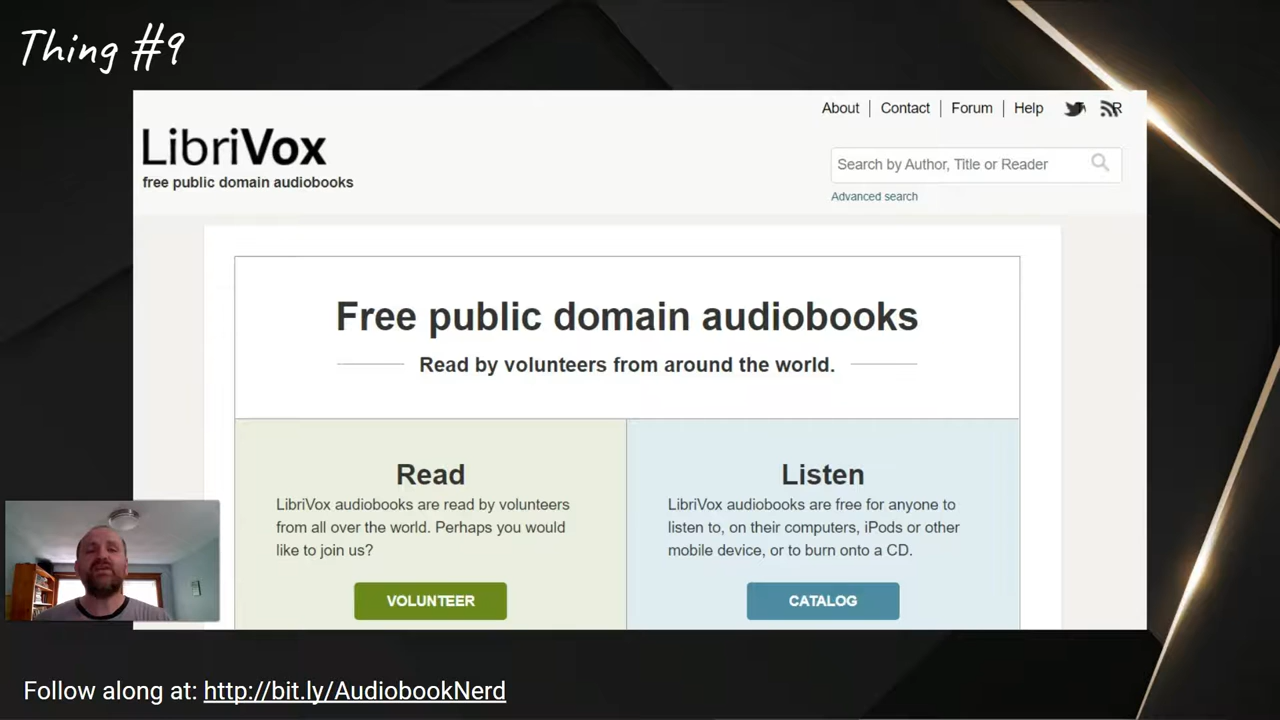 Thing #9
About | Contact | Forum | Help
LibriVox
free public domain audiobooks
Search by Author, Title or Reader
Advanced search
Free public domain audiobooks
Read by volunteers from around the world.
Read
LibriVox audiobooks are read by volunteers
from all over the world. Perhaps you would
like to join us?
VOLUNTEER
Listen
LibriVox audiobooks are free for anyone to
listen to, on their computers, iPods or other
mobile device, or to burn onto a CD.
CATALOG
Follow along at: http://bit.ly/AudiobookNerd